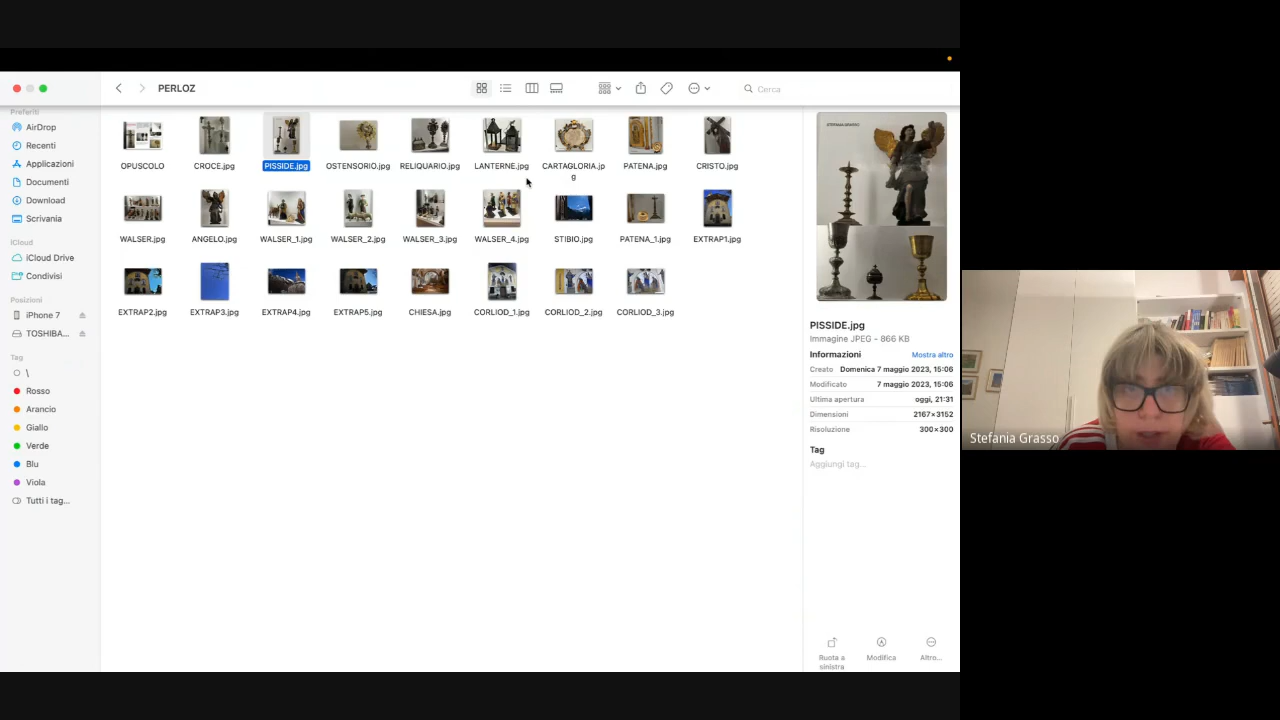 PERLOZ
Cerca
Preferiti
AirDrop
Recenti
Applicazioni
Documenti
Download
Scrivania
iCloud
iCloud Drive
Condivisi
Posizioni
iPhone 7
TOSHIBA...
Tag
\
Rosso
Arancio
Giallo
Verde
Blu
Viola
Tutti i tag...
OPUSCOLO
CROCE.jpg
PISSIDE.jpg
OSTENSORIO.jpg
RELIQUARIO.jpg
LANTERNE.jpg
CARTAGLORIA.jp
g
PATENA.jpg
CRISTO.jpg
WALSER.jpg
ANGELO.jpg
WALSER_1.jpg
WALSER_2.jpg
WALSER_3.jpg
WALSER_4.jpg
STIBIO.jpg
PATENA_1.jpg
EXTRAP1.jpg
EXTRAP2.jpg
EXTRAP3.jpg
EXTRAP4.jpg
EXTRAP5.jpg
CHIESA.jpg
CORLIOD_1.jpg
CORLIOD_2.jpg
CORLIOD_3.jpg
STEFANIA GRASSO
PISSIDE.jpg
Immagine JPEG - 866 KB
Informazioni Mostra altro
Creato Domenica 7 maggio 2023, 15:06
Modificato 7 maggio 2023, 15:06
Ultima apertura oggi, 21:31
Dimensioni 2167×3152
Risoluzione 300×300
Tag
Aggiungi tag...
Ruota a
sinistra
Modifica
Altro...
Stefania Grasso